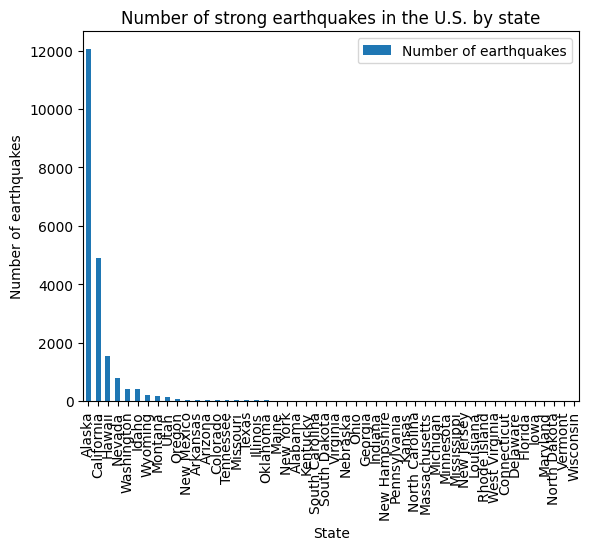 Number of strong earthquakes in the U.S. by state
Number of earthquakes
12000
10000
8000
6000
4000
2000
0
Number of earthquakes
Alaska
California
Hawaii
Nevada
Washington
Idaho
Wyoming
Montana
Utah
Oregon
New Mexico
Arkansas
Arizona
Colorado
Tennessee
Missouri
Texas
Illinois
Oklahoma
Maine
New York
Alabama
Kentucky
South Carolina
South Dakota
Virginia
Nebraska
Ohio
Georgia
Indiana
New Hampshire
Pennsylvania
Kansas
North Carolina
Massachusetts
Michigan
Minnesota
Mississippi
New Jersey
Louisiana
Rhode Island
West Virginia
Connecticut
Delaware
Florida
Iowa
Maryland
North Dakota
Vermont
Wisconsin
State